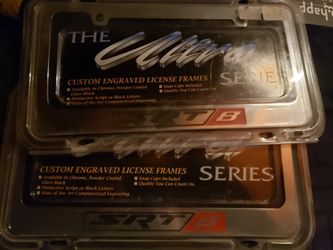 THE Ultra
SERIE
CUSTOM ENGRAVED LICENSE FRAMES
• Available in Chrome, Powder Coated
Gloss Black
• Distinctive Script or Block Letters
• State of the Art Computerized Engraving
• Snap Caps Included
• Quality You Can Count On
T 8
SERIES
CUSTOM ENGRAVED LICENSE FRAMES
• Available in Chrome, Powder Coated
Gloss Black
• Distinctive Script or Block Letters
• State of the Art Computerized Engraving
• Snap Caps Included
• Quality You Can Count On
SRT 8